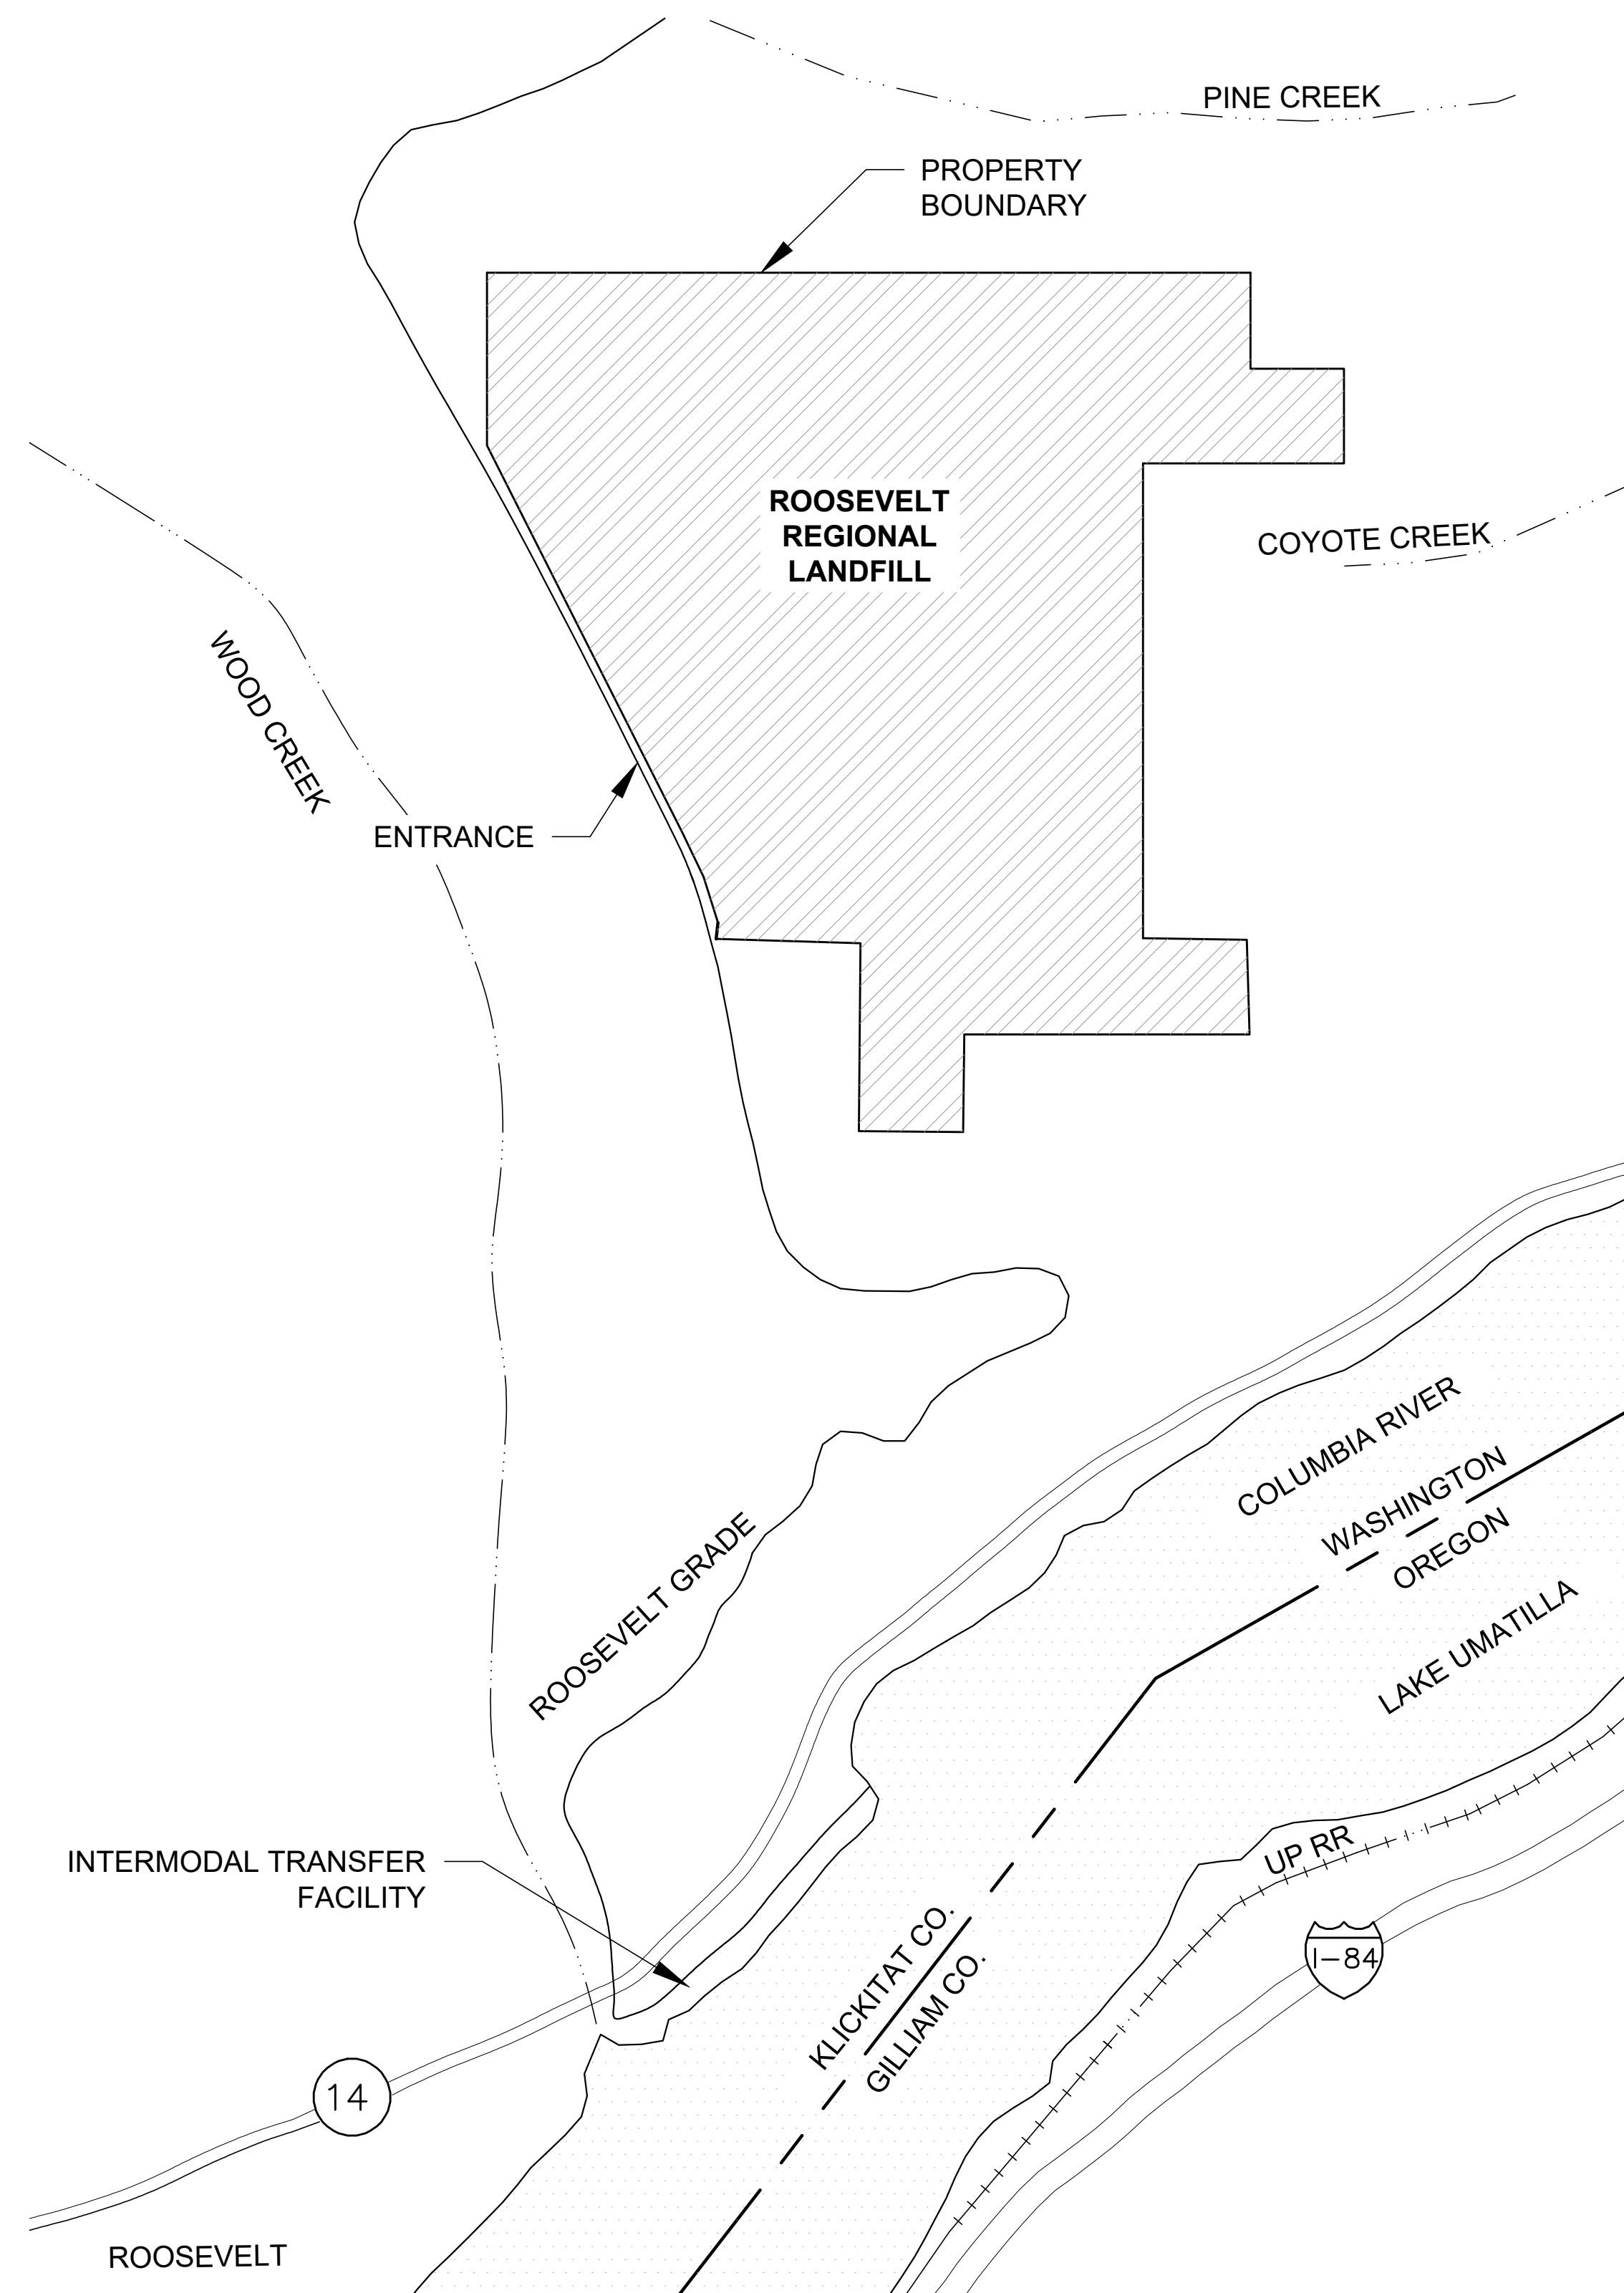 PINE CREEK
PROPERTY
BOUNDARY
ROOSEVELT
REGIONAL
LANDFILL
COYOTE CREEK
WOOD CREEK
ENTRANCE
COLUMBIA RIVER
WASHINGTON
OREGON
LAKE UMATILLA
ROOSEVELT GRADE
UP RR
INTERMODAL TRANSFER
FACILITY
KLICKITAT CO.
GILLIAM CO.
I-84
14
ROOSEVELT